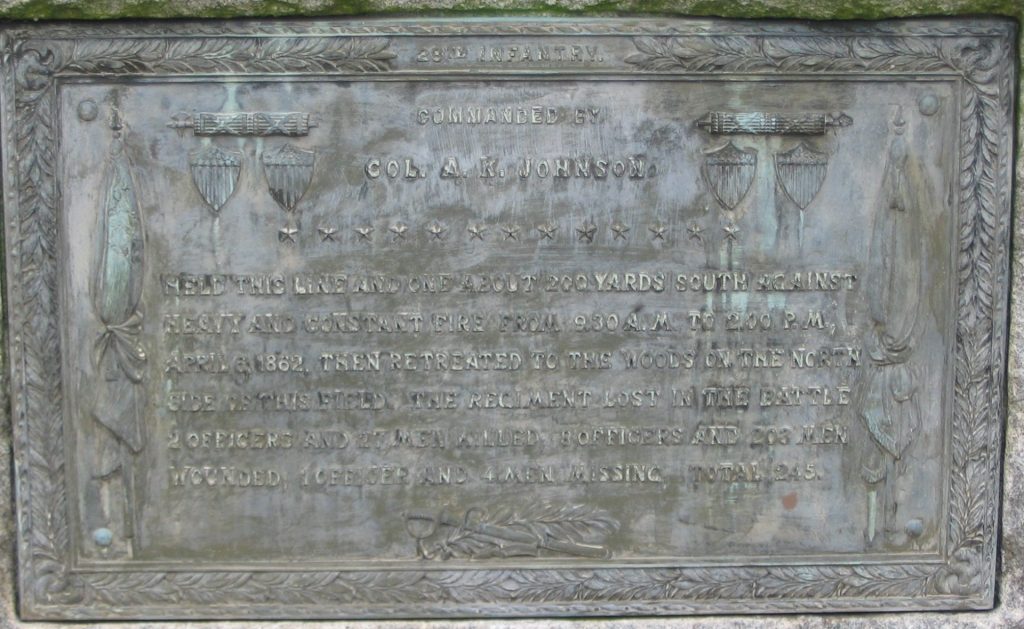 28TH INFANTRY.
COMMANDED BY
COL. A. K. JOHNSON.
HELD THIS LINE AND ONE ABOUT 200 YARDS SOUTH AGAINST
HEAVY AND CONSTANT FIRE FROM 9.30 A.M. TO 2.00 P.M.,
APRIL 6, 1862, THEN RETREATED TO THE WOODS ON THE NORTH
SIDE OF THIS FIELD. THE REGIMENT LOST IN THE BATTLE
2 OFFICERS AND 27 MEN KILLED, 8 OFFICERS AND 203 MEN
WOUNDED, 1 OFFICER AND 4 MEN MISSING, TOTAL 245.